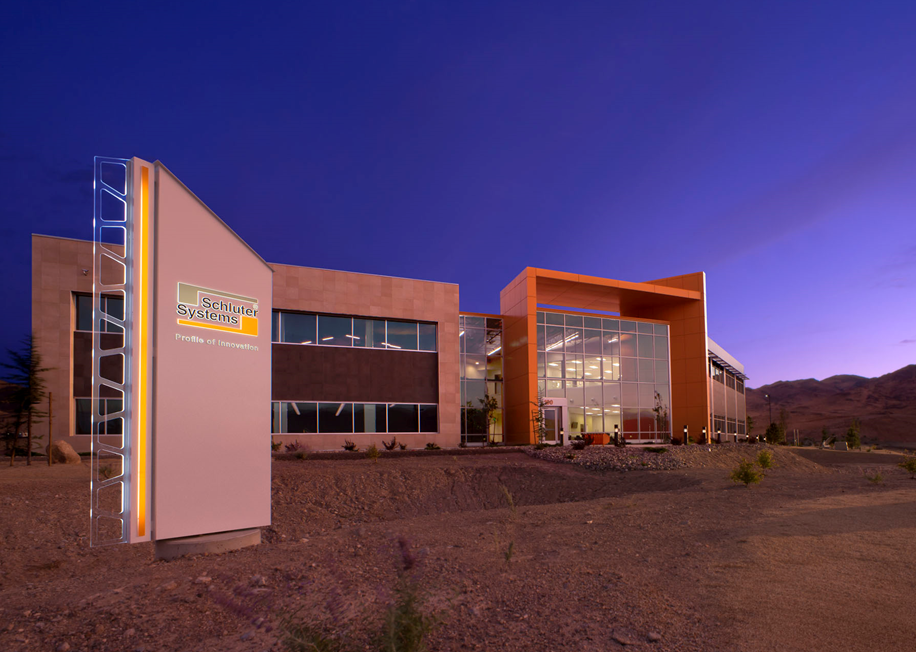 Schluter
Systems
Profile of Innovation